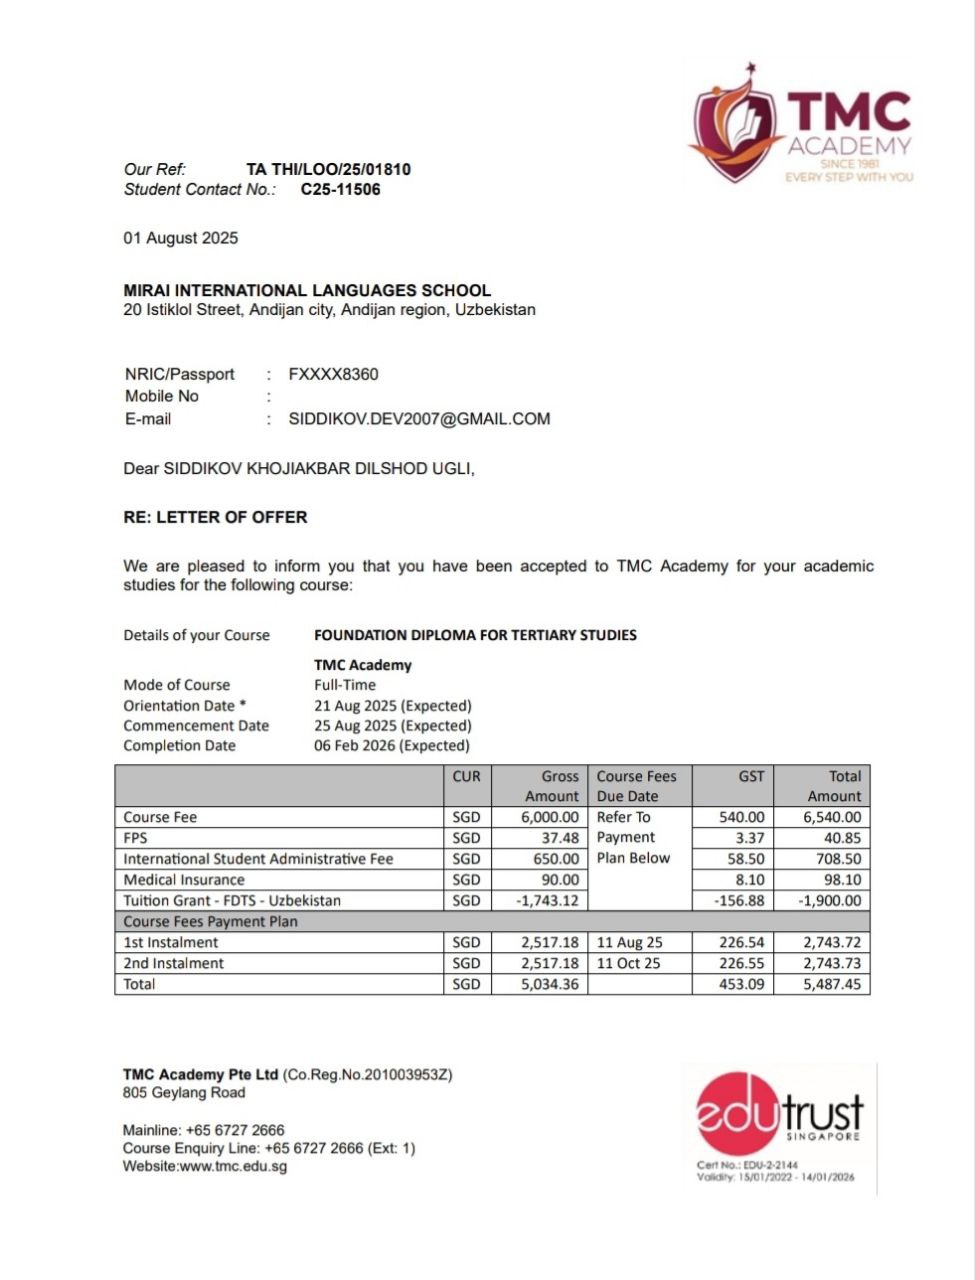 TMC
ACADEMY
SINCE 1981
EVERY STEP WITH YOU
Our Ref: TA THI/LOO/25/01810
Student Contact No.: C25-11506
01 August 2025
MIRAI INTERNATIONAL LANGUAGES SCHOOL
20 Istiklol Street, Andijan city, Andijan region, Uzbekistan
NRIC/Passport : FXXXX8360
Mobile No :
E-mail : SIDDIKOV.DEV2007@GMAIL.COM
Dear SIDDIKOV KHOJIAKBAR DILSHOD UGLI,
RE: LETTER OF OFFER
We are pleased to inform you that you have been accepted to TMC Academy for your academic
studies for the following course:
Details of your Course FOUNDATION DIPLOMA FOR TERTIARY STUDIES
TMC Academy
Mode of Course Full-Time
Orientation Date * 21 Aug 2025 (Expected)
Commencement Date 25 Aug 2025 (Expected)
Completion Date 06 Feb 2026 (Expected)
CUR Gross Course Fees GST Total
Amount Due Date Amount
Course Fee SGD 6,000.00 Refer To 540.00 6,540.00
FPS SGD 37.48 Payment 3.37 40.85
International Student Administrative Fee SGD 650.00 Plan Below 58.50 708.50
Medical Insurance SGD 90.00 8.10 98.10
Tuition Grant - FDTS - Uzbekistan SGD -1,743.12 -156.88 -1,900.00
Course Fees Payment Plan
1st Instalment SGD 2,517.18 11 Aug 25 226.54 2,743.72
2nd Instalment SGD 2,517.18 11 Oct 25 226.55 2,743.73
Total SGD 5,034.36 453.09 5,487.45
TMC Academy Pte Ltd (Co.Reg.No.201003953Z)
805 Geylang Road
Mainline: +65 6727 2666
Course Enquiry Line: +65 6727 2666 (Ext: 1)
Website:www.tmc.edu.sg
edutrust
SINGAPORE
Cert No.: EDU-2-2144
Validity: 15/01/2022 - 14/01/2026